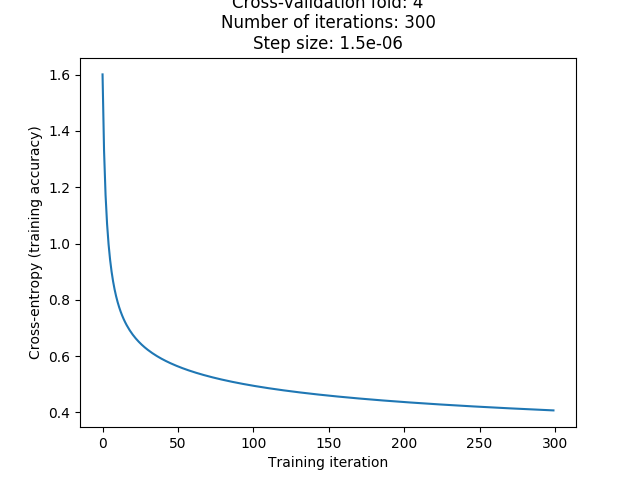 Cross-validation fold: 4
Number of iterations: 300
Step size: 1.5e-06
1.6
1.4
1.2
1.0
0.8
0.6
0.4
Cross-entropy (training accuracy)
0 50 100 150 200 250 300
Training iteration